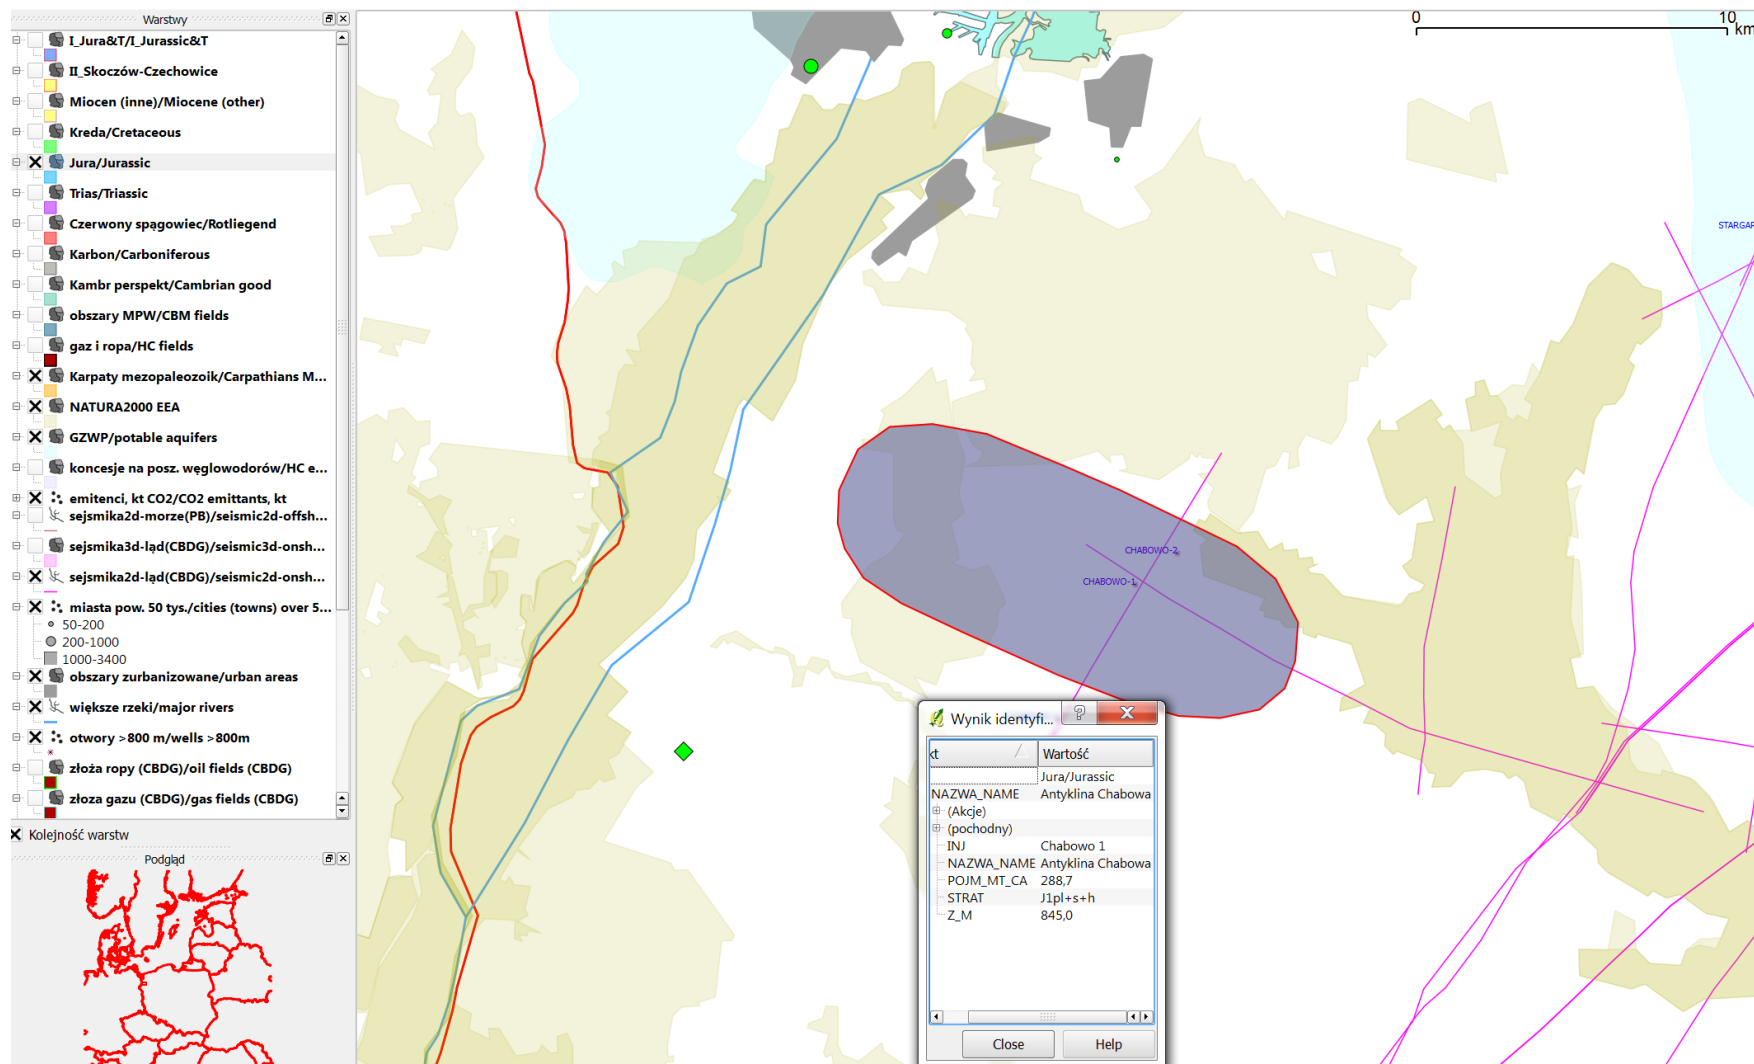 Warstwy
I_Jura&T/I_Jurassic&T
II_Skoczów-Czechowice
Miocen (inne)/Miocene (other)
Kreda/Cretaceous
Jura/Jurassic
Trias/Triassic
Czerwony spągowiec/Rotliegend
Karbon/Carboniferous
Kambr perspekt/Cambrian good
obszary MPW/CBM fields
gaz i ropa/HC fields
Karpaty mezopaleozoik/Carpathians M...
NATURA2000 EEA
GZWP/potable aquifers
koncesje na posz. węglowodorów/HC e...
emitenci, kt CO2/CO2 emittants, kt
sejsmika2d-morze(PB)/seismic2d-offsh...
sejsmika3d-ląd(CBDG)/seismic3d-onsh...
sejsmika2d-ląd(CBDG)/seismic2d-onsh...
miasta pow. 50 tys./cities (towns) over 5...
50-200
200-1000
1000-3400
obszary zurbanizowane/urban areas
większe rzeki/major rivers
otwory >800 m/wells >800m
złoża ropy (CBDG)/oil fields (CBDG)
złoza gazu (CBDG)/gas fields (CBDG)
Kolejność warstw
Podgląd
0 10
km
STARGAR
CHABOWO-2
CHABOWO-1
Wynik identyfi...
kt Wartość
Jura/Jurassic
NAZWA_NAME Antyklina Chabowa
(Akcje)
(pochodny)
INJ Chabowo 1
NAZWA_NAME Antyklina Chabowa
POJM_MT_CA 288,7
STRAT J1pl+s+h
Z_M 845,0
Close Help